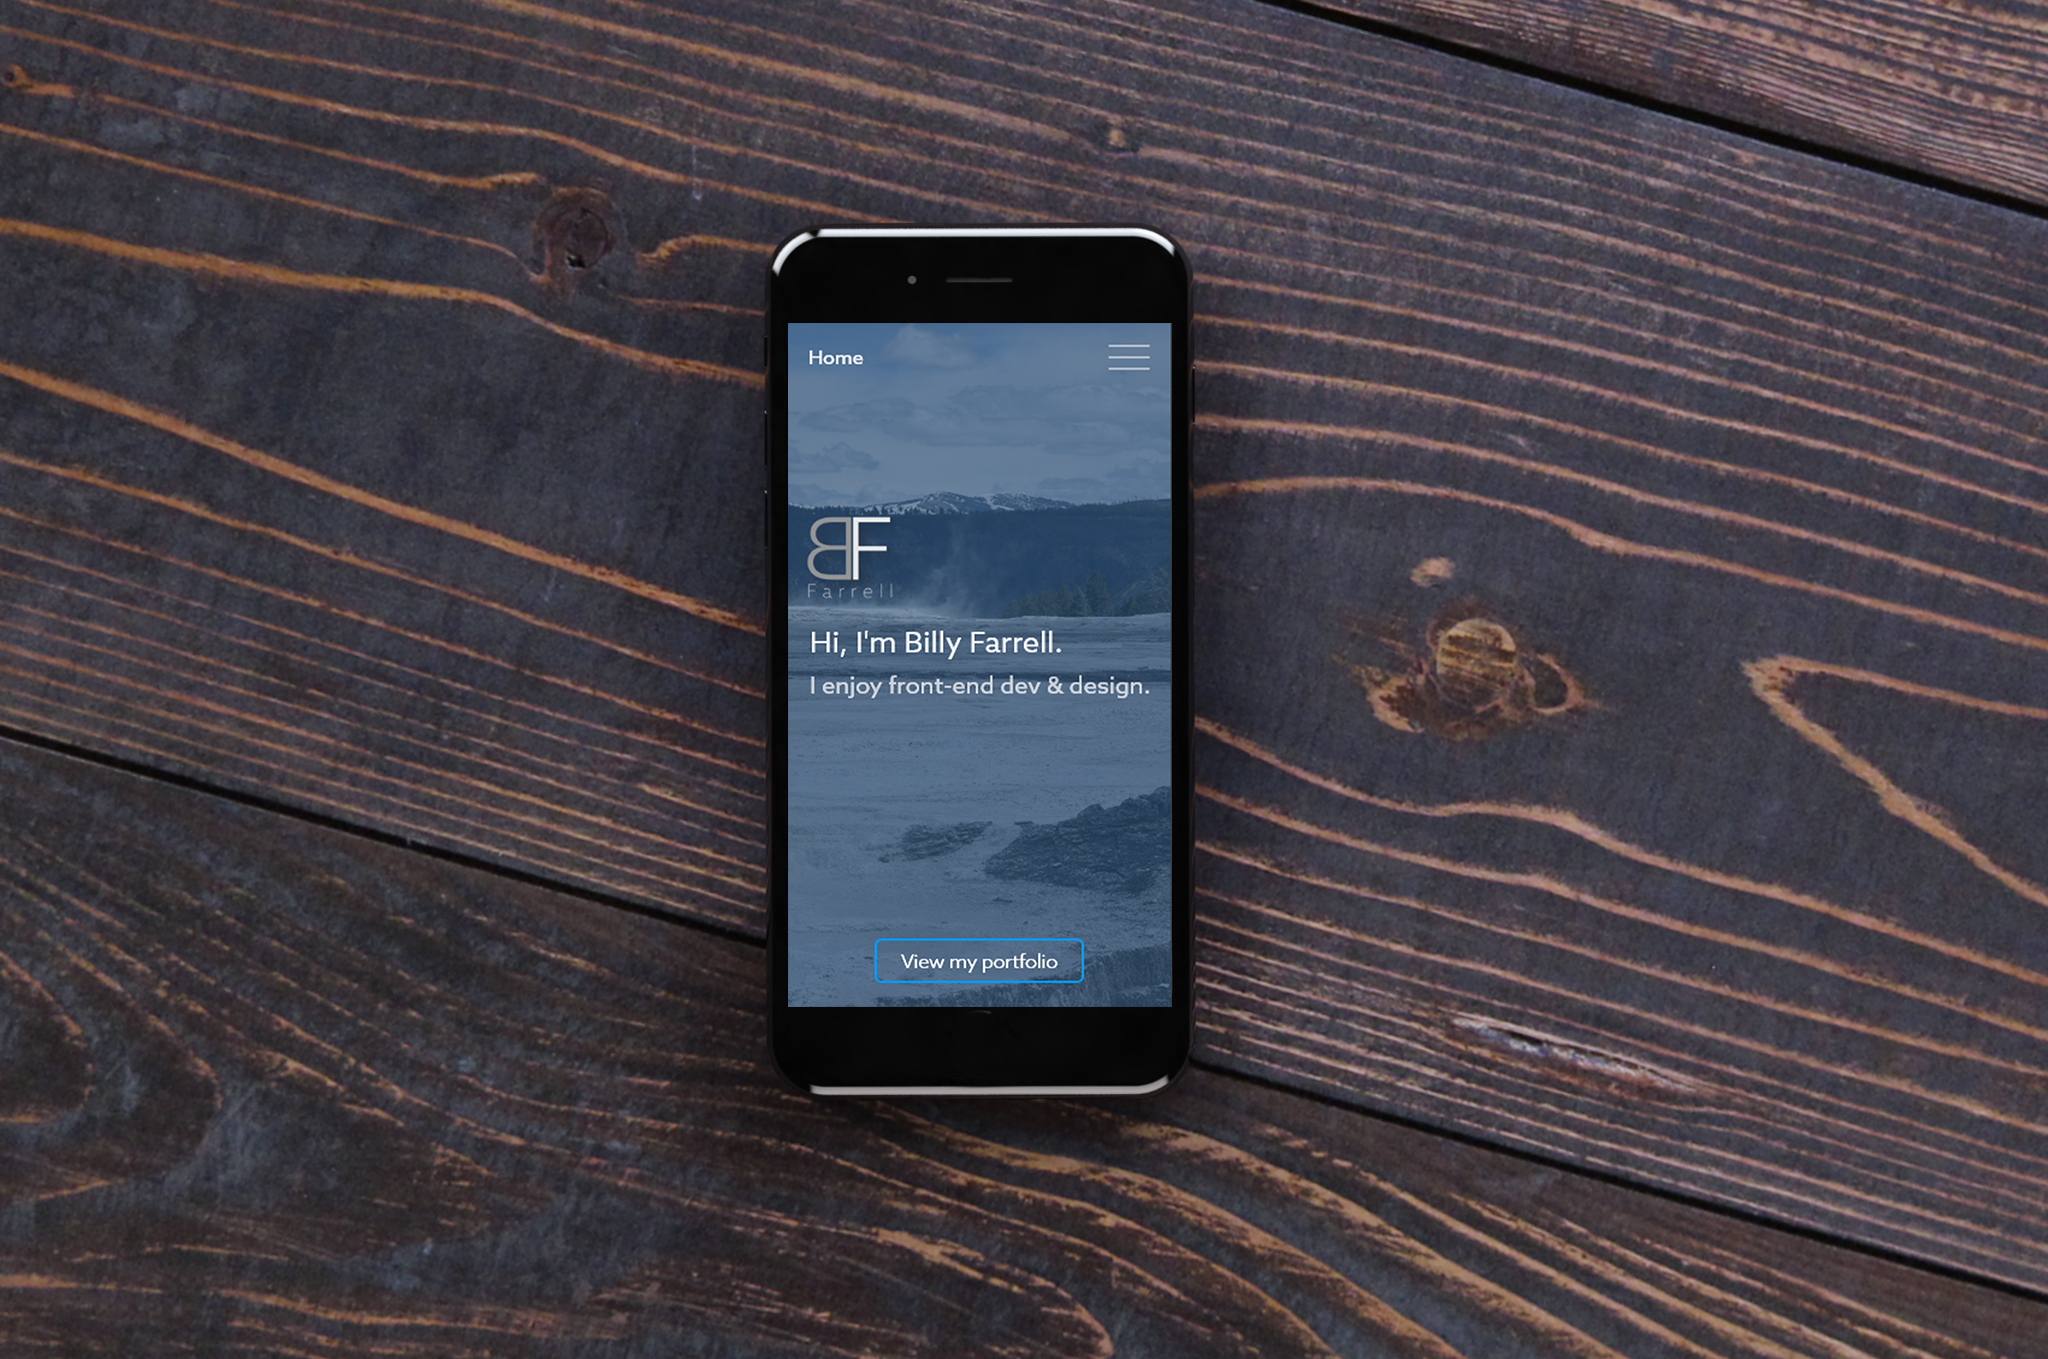 Home
BF
Farrell
Hi, I'm Billy Farrell.
I enjoy front-end dev & design.
View my portfolio